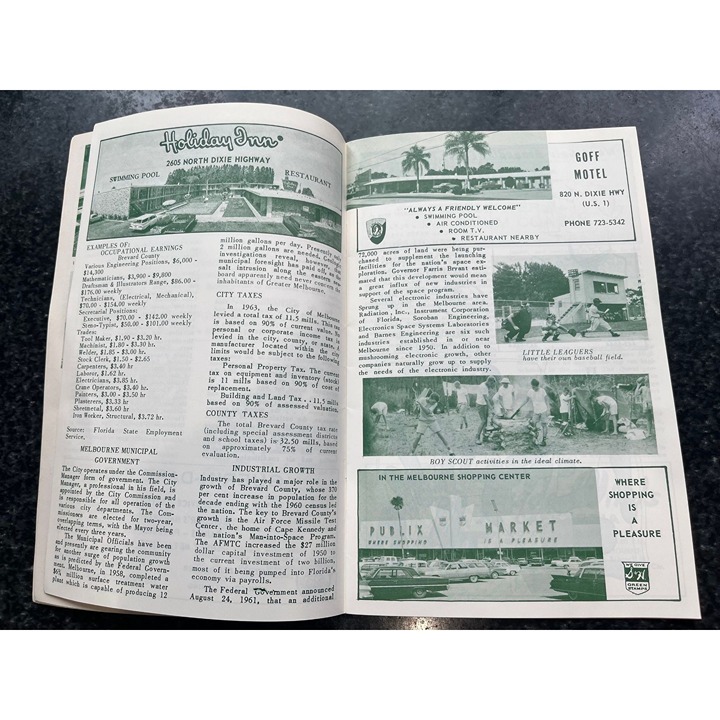 Holiday Inn
2605 NORTH DIXIE HIGHWAY
SWIMMING POOL
RESTAURANT
EXAMPLES OF:
OCCUPATIONAL EARNINGS
Brevard County
Various Engineering Positions, $6,000 -
$14,300
Mathematicians, $3,900 - $9,800
Draftsman & Illustrators Range, $86.00 -
$176.00 weekly
Technicians, (Electrical, Mechanical),
$70.00 - $154.00 weekly
Secretarial Positions:
Executive, $70.00 - $142.00 weekly
Steno-Typist, $50.00 - $101.00 weekly
Trades:
Tool Maker, $1.90 - $3.20 hr.
Machinist, $1.80 - $3.30 hr.
Welder, $1.85 - $3.00 hr.
Stock Clerk, $1.50 - $2.65
Carpenters, $3.40 hr
Laborer, $1.62 hr.
Electricians, $3.85 hr.
Crane Operators, $3.40 hr.
Painters, $3.00 - $3.50 hr
Plasterers, $3.33 hr
Sheetmetal, $3.60 hr
Iron Worker, Structural, $3.72 hr.
Source: Florida State Employment
Service.
MELBOURNE MUNICIPAL
GOVERNMENT
The City operates under the Commission-
Manager form of government. The City
Manager, a professional in his field, is
appointed by the City Commission and
is responsible for all operation of the
various city departments. The Com-
missionees are elected for two-year,
overlapping terms, with the Mayor being
elected every three years.
The Municipal Officials have been
and presently are gearing the community
for another surge of population growth
as is predicted by the Federal Govern-
ment. Melbourne, in 1958, completed a
$6½ million surface treatment water
plant which is capable of producing 12
million gallons per day. Presently, only
2 million gallons are needed. Geological
investigations reveal, however, that
municipal foresight has paid off, as the
salt intrusion along the eastern sea-
board apparently need never concern the
inhabitants of Greater Melbourne.
CITY TAXES
In 1963, the City of Melbourne
levied a total tax of 11.5 mills. This tax
is based on 90% of current value. No
personal or corporate income tax is
levied in the city, county, or state. A
manufacturer located within the city
limits would be subject to the following
taxes:
Personal Property Tax. The current
tax on equipment and inventory (stock)
is 11 mills based on 90% of cost of
replacement.
Building and Land Tax . . 11.5 mills
based on 90% of assessed valuation.
COUNTY TAXES
The total Brevard County tax rate
(including special assessment districts
and school taxes) is 32.50 mills, based
on approximately 75% of current
evaluation.
INDUSTRIAL GROWTH
Industry has played a major role in the
growth of Brevard County, whose 370
per cent increase in population for the
decade ending with the 1960 census led
the nation. The key to Brevard County's
growth is the Air Force Missile Test
Center, the home of Cape Kennedy and
the nation's Man-into-Space Program.
The AFMTC increased the $27 million
dollar capital investment of 1950 to
the current investment of two billion,
most of it being pumped into Florida's
economy via payrolls.
The Federal Government announced
August 24, 1961, that an additional
GOFF
MOTEL
820 N. DIXIE HWY
(U.S. 1)
PHONE 723-5342
"ALWAYS A FRIENDLY WELCOME"
• SWIMMING POOL
• AIR CONDITIONED
• ROOM T.V.
• RESTAURANT NEARBY
72,000 acres of land were being pur-
chased to supplement the launching
facilities for the nation's space ex-
ploration. Governor Farris Bryant esti-
mated that this development would mean
a great influx of new industries in
support of the space program.
Several electronic industries have
sprung up in the Melbourne area.
Radiation, Inc., Instrument Corporation
of Florida, Soroban Engineering,
Electronics Space Systems Laboratories
and Barnes Engineering are six such
industries established in or near
Melbourne since 1950. In addition to
mushrooming electronic growth, other
companies naturally grow up to supply
the needs of the electronic industry.
LITTLE LEAGUERS
have their own baseball field.
BOY SCOUT activities in the ideal climate.
IN THE MELBOURNE SHOPPING CENTER
PUBLIX MARKET
WHERE SHOPPING IS A PLEASURE
WHERE
SHOPPING
IS
A
PLEASURE
WE GIVE
S&H
GREEN
STAMPS